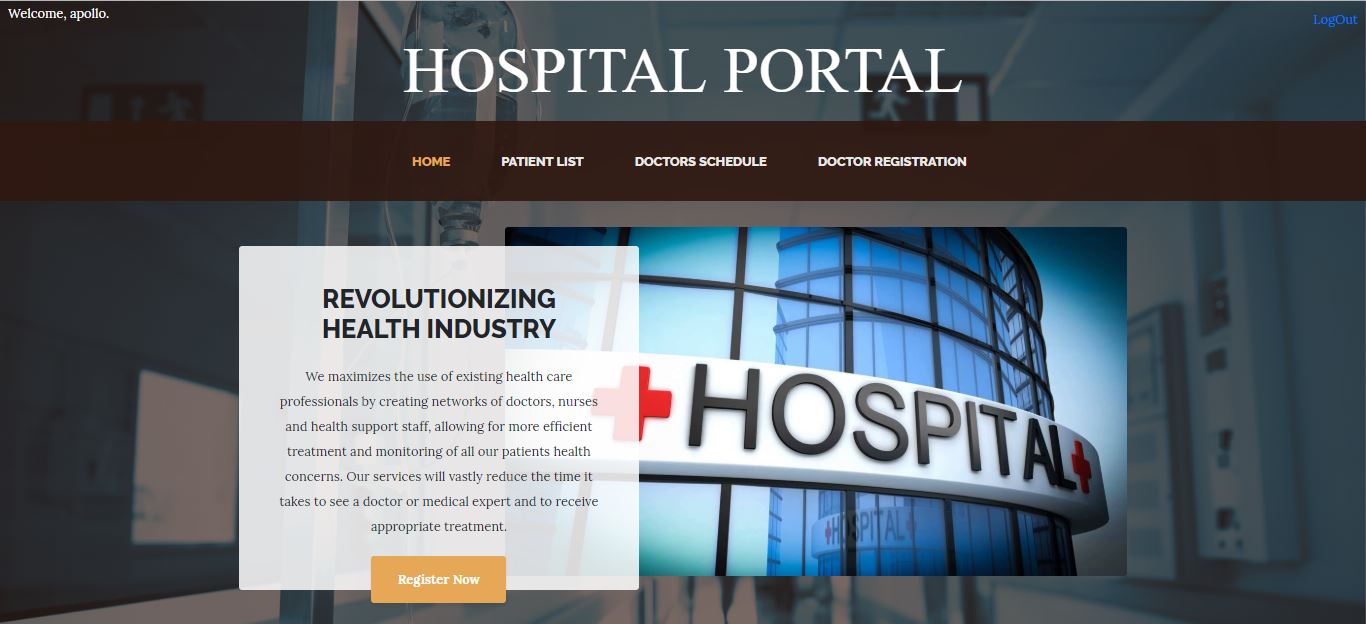 Welcome, apollo.
LogOut
HOSPITAL PORTAL
HOME PATIENT LIST DOCTORS SCHEDULE DOCTOR REGISTRATION
REVOLUTIONIZING
HEALTH INDUSTRY
We maximizes the use of existing health care
professionals by creating networks of doctors, nurses
and health support staff, allowing for more efficient
treatment and monitoring of all our patients health
concerns. Our services will vastly reduce the time it
takes to see a doctor or medical expert and to receive
appropriate treatment.
Register Now
HOSPITAL
HOSPITAL